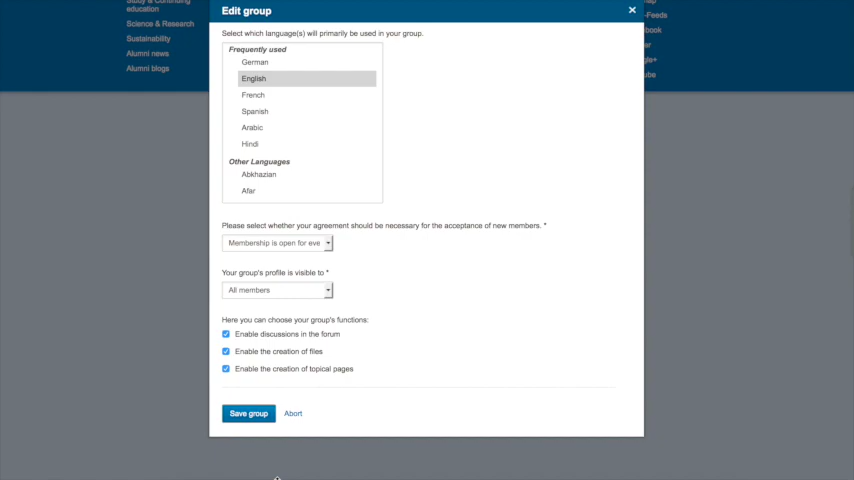 Study & Continuing
education
Science & Research
Sustainability
Alumni news
Alumni blogs
Edit group
×
-Feeds
Select which language(s) will primarily be used in your group.
Frequently used
German
English
French
Spanish
Arabic
Hindi
Other Languages
Abkhazian
Afar
Please select whether your agreement should be necessary for the acceptance of new members. *
Membership is open for eve
Your group's profile is visible to *
All members
Here you can choose your group's functions:
Enable discussions in the forum
Enable the creation of files
Enable the creation of topical pages
Save group
Abort